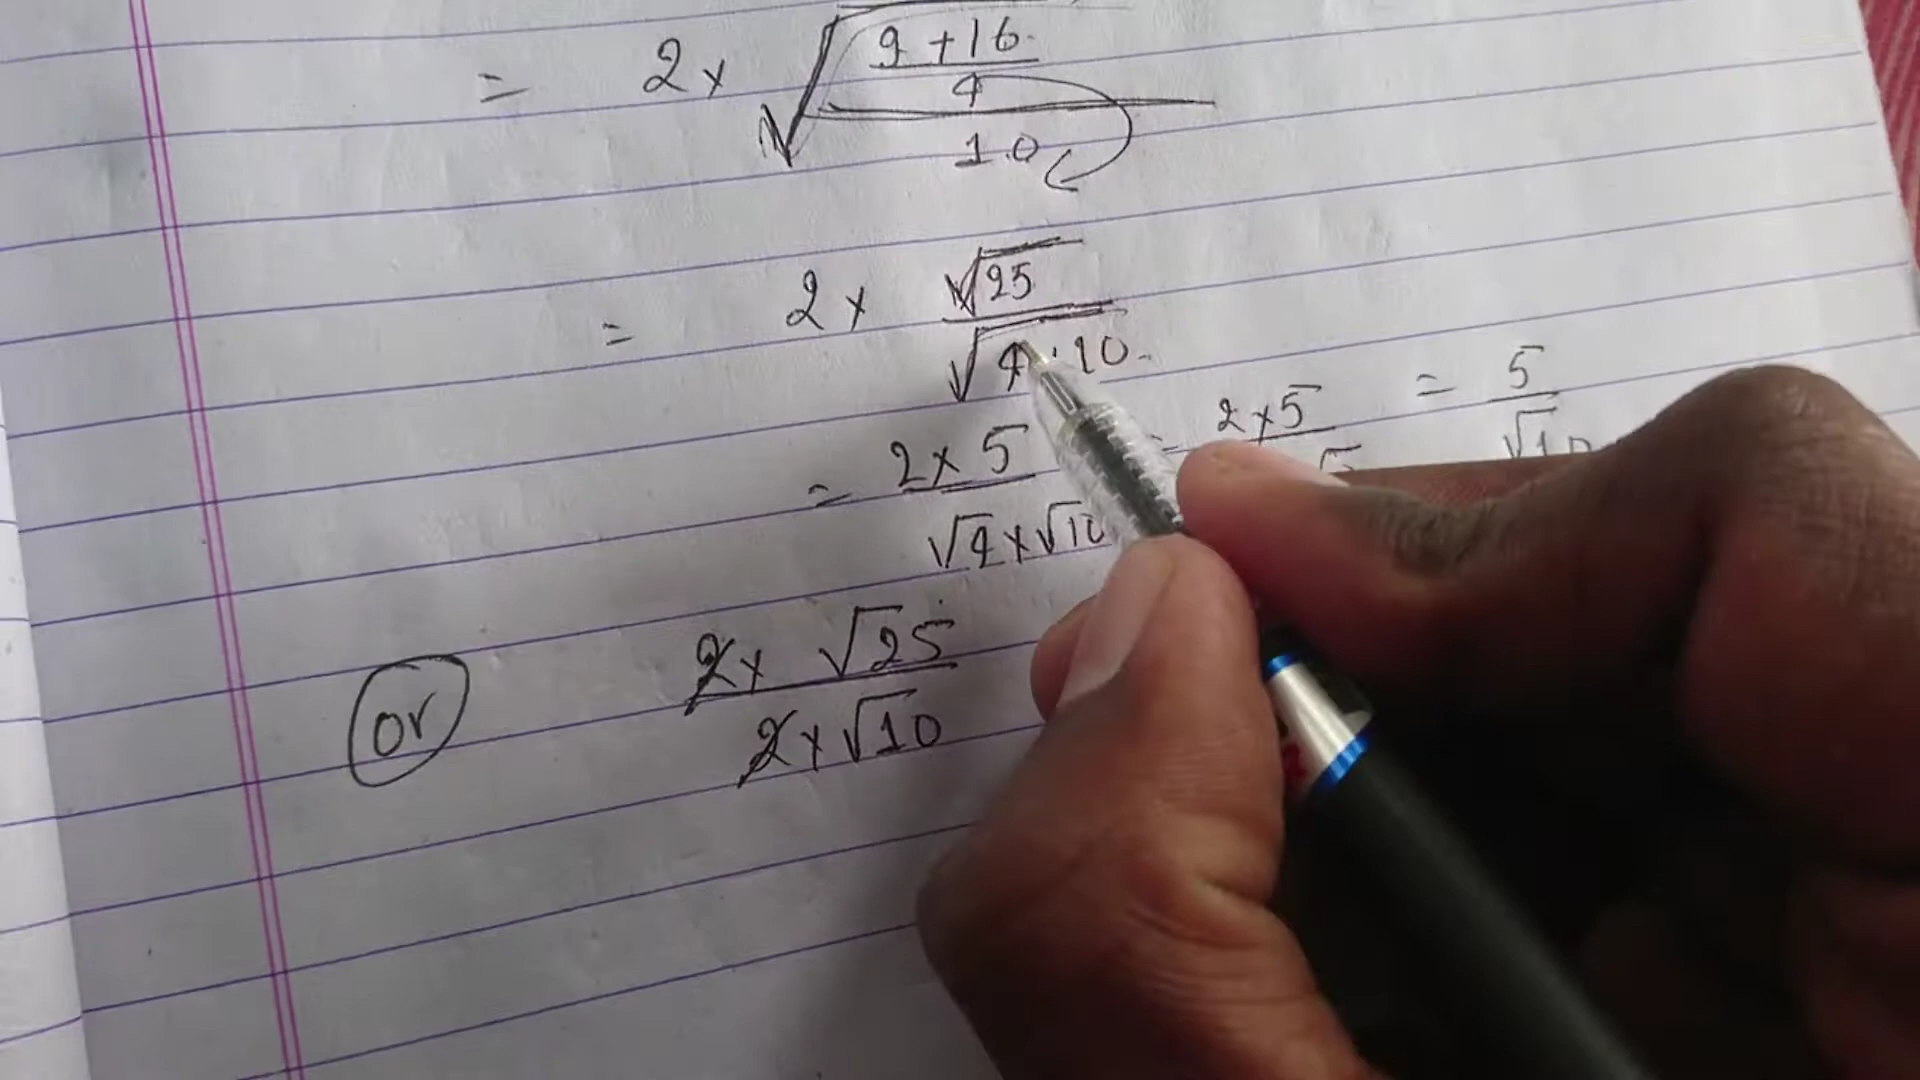 = 2 × √((9 + 16)/4)/10
= 2 × √25/√4·10
= 2 × 5/√4 × √10 = 2 × 5 = 5/√10
or 2 × √25/2 × √10